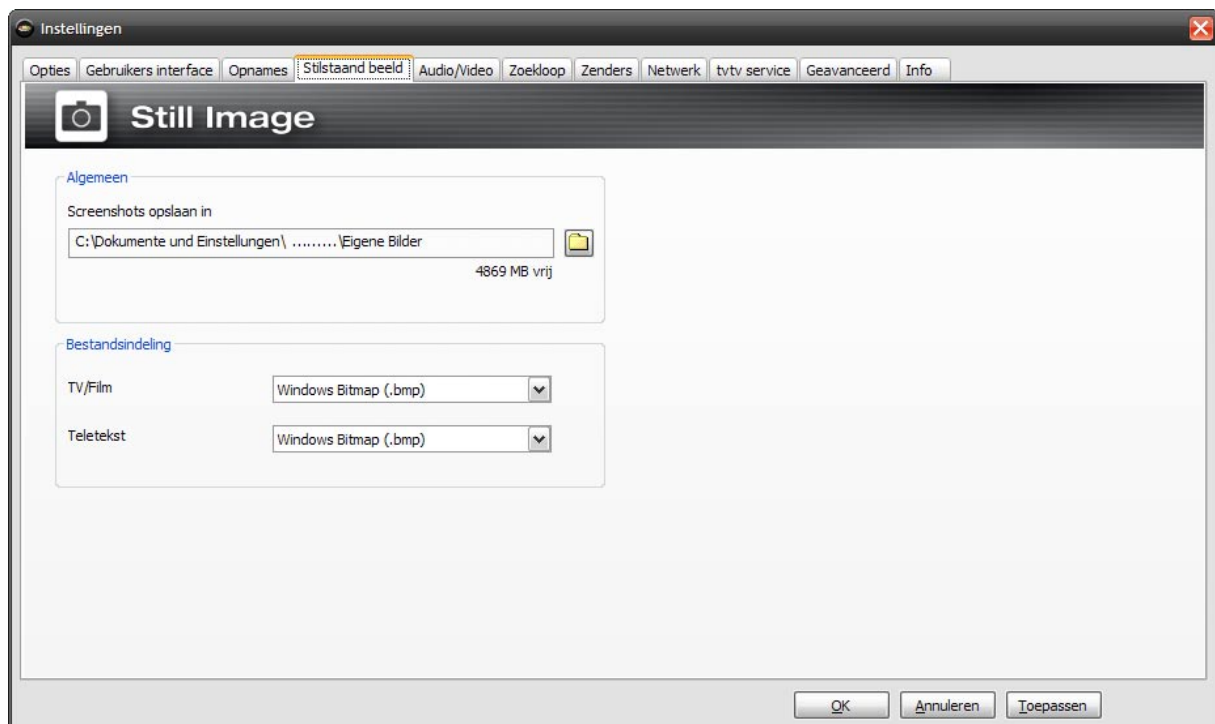 Instellingen
Opties Gebruikers interface Opnames Stilstaand beeld Audio/Video Zoekloop Zenders Netwerk tvtv service Geavanceerd Info
Still Image
Algemeen
Screenshots opslaan in
C:\Dokumente und Einstellungen\ .........\Eigene Bilder
4869 MB vrij
Bestandsindeling
TV/Film Windows Bitmap (.bmp)
Teletekst Windows Bitmap (.bmp)
OK Annuleren Toepassen